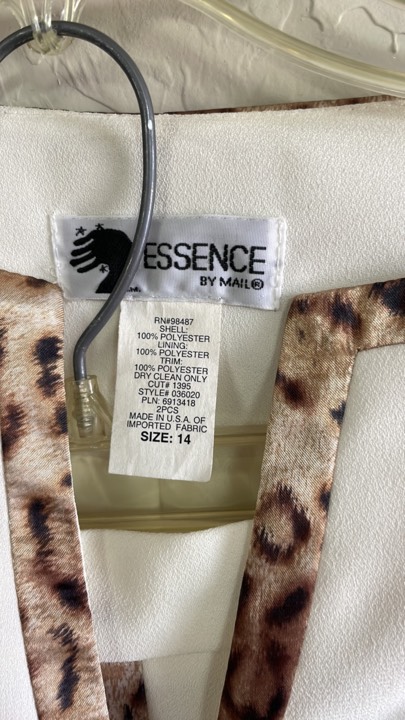 ESSENCE
BY MAIL®
RN#98487
SHELL:
100% POLYESTER
LINING:
100% POLYESTER
TRIM:
100% POLYESTER
DRY CLEAN ONLY
CUT# 1395
STYLE# 036020
PLN: 6913418
2PCS
MADE IN U.S.A. OF
IMPORTED FABRIC
SIZE: 14